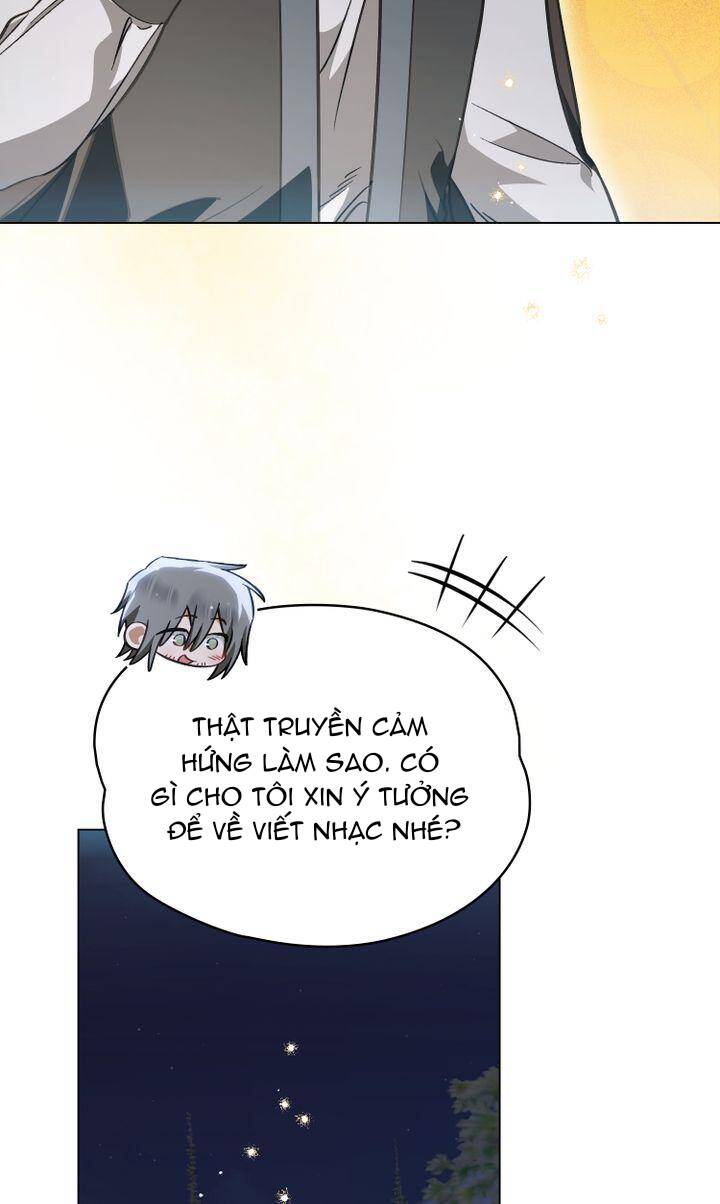 THẬT TRUYỀN CẢM
HỨNG LÀM SAO. CÓ
GÌ CHO TÔI XIN Ý TƯỞNG
ĐỂ VỀ VIẾT NHẠC NHÉ?